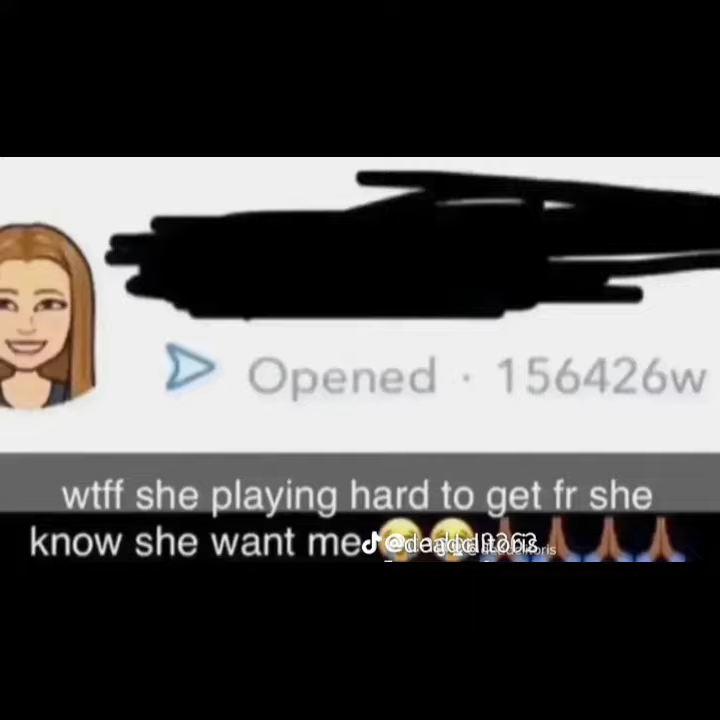 Opened · 156426w
wtff she playing hard to get fr she
know she want me